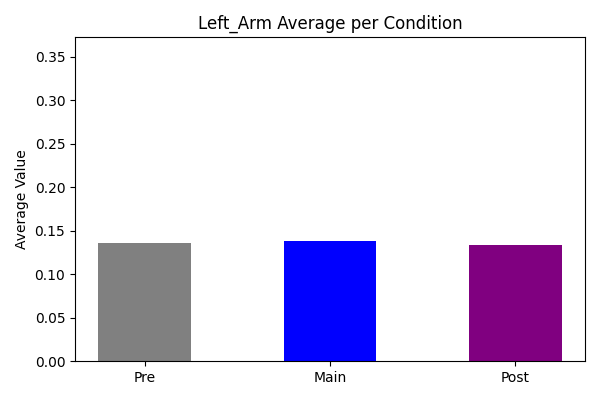 Left_Arm Average per Condition
Average Value
0.35
0.30
0.25
0.20
0.15
0.10
0.05
0.00
Pre
Main
Post